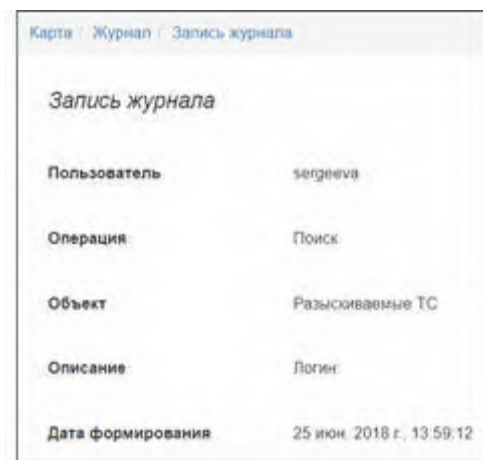 Карта / Журнал / Запись журнала
Запись журнала
Пользователь sergeeva
Операция Поиск
Объект Разыскиваемые ТС
Описание Логин:
Дата формирования 25 июн. 2018 г., 13:59:12